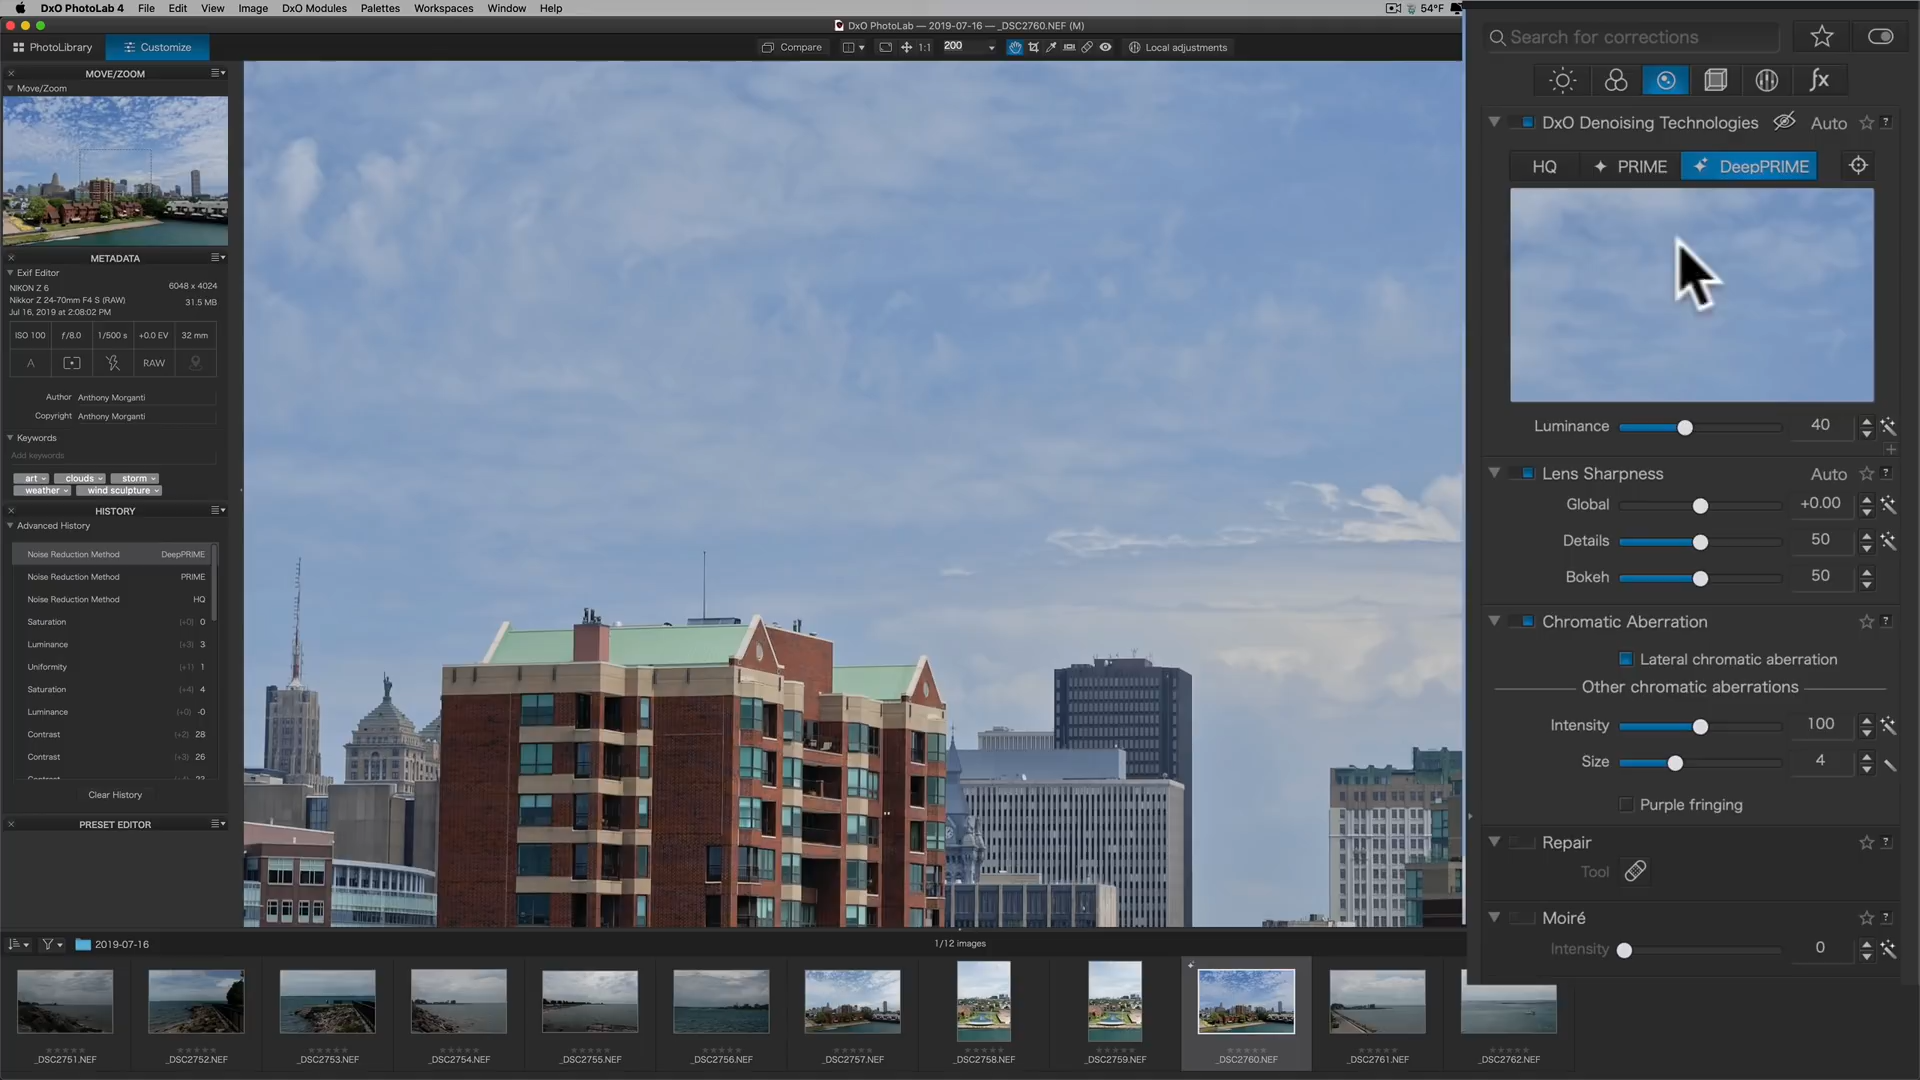 DxO PhotoLab 4 File Edit View Image DxO Modules Palettes Workspaces Window Help
54°F
DxO PhotoLab — 2019-07-16 — _DSC2760.NEF (M)
PhotoLibrary Customize
Compare 1:1 200 Local adjustments
MOVE/ZOOM
Move/Zoom
METADATA
Exif Editor
NIKON Z 6 6048 x 4024
Nikkor Z 24-70mm F4 S (RAW) 31.5 MB
Jul 16, 2019 at 2:08:02 PM
ISO 100 ƒ/8.0 1/500 s +0.0 EV 32 mm
A RAW
Author Anthony Morganti
Copyright Anthony Morganti
Keywords
Add keywords
art clouds storm
weather wind sculpture
HISTORY
Advanced History
Noise Reduction Method DeepPRIME
Noise Reduction Method PRIME
Noise Reduction Method HQ
Saturation (+0) 0
Luminance (+3) 3
Uniformity (+1) 1
Saturation (+4) 4
Luminance (+0) -0
Contrast (+2) 28
Contrast (+3) 26
Clear History
PRESET EDITOR
Search for corrections
fx
DxO Denoising Technologies Auto ?
HQ PRIME DeepPRIME
Luminance 40
Lens Sharpness Auto ?
Global +0.00
Details 50
Bokeh 50
Chromatic Aberration ?
Lateral chromatic aberration
Other chromatic aberrations
Intensity 100
Size 4
Purple fringing
Repair ?
Tool
Moiré ?
Intensity 0
2019-07-16 1/12 images
_DSC2751.NEF _DSC2752.NEF _DSC2753.NEF _DSC2754.NEF _DSC2755.NEF _DSC2756.NEF _DSC2757.NEF _DSC2758.NEF _DSC2759.NEF _DSC2760.NEF _DSC2761.NEF _DSC2762.NEF